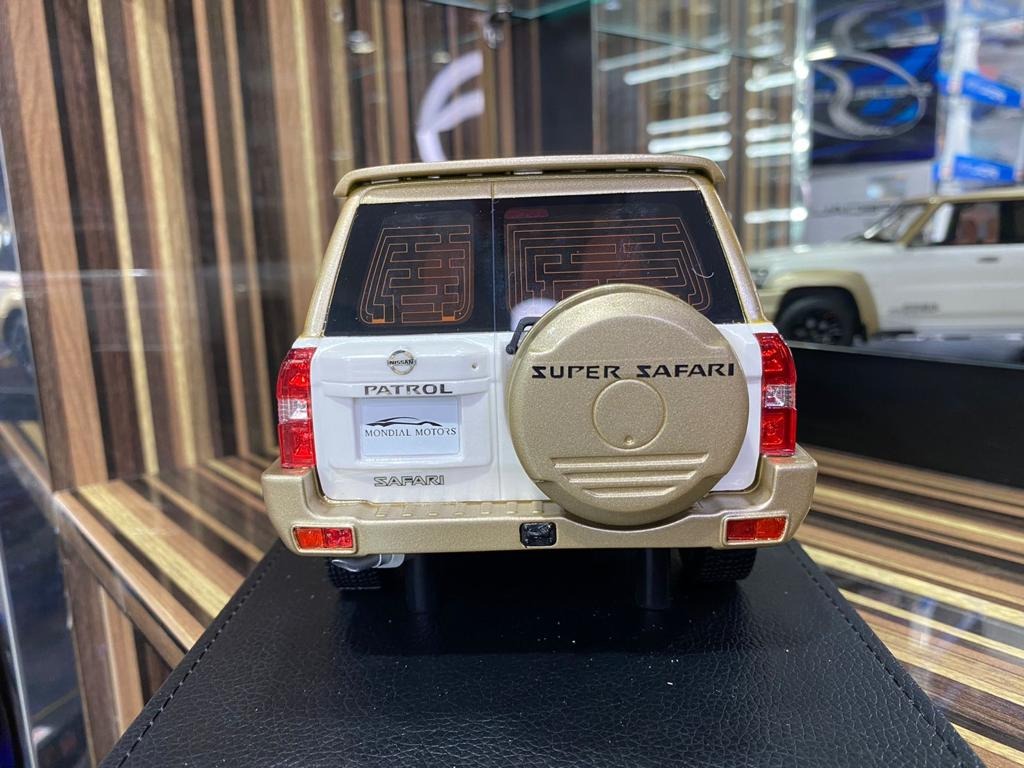 NISSAN
PATROL
MONDIAL MOTORS
SAFARI
SUPER SAFARI